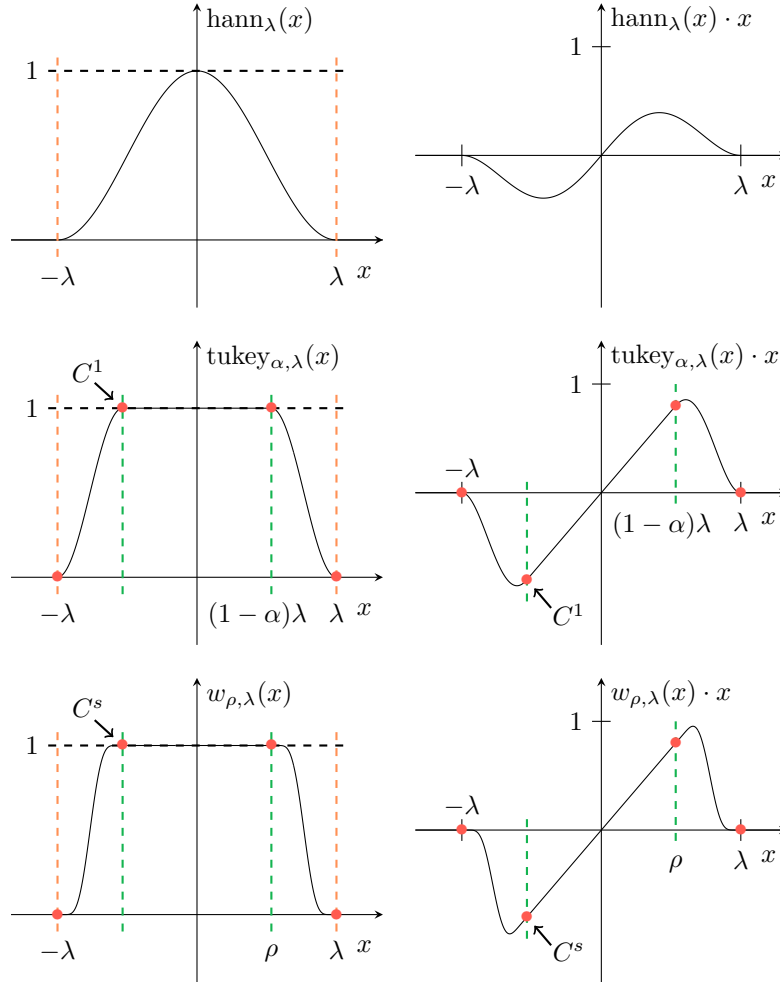 hann_λ(x)
1
−λ
λ
x
hann_λ(x) · x
1
−λ
λ
x
tukey_{α,λ}(x)
C^1
1
−λ
(1 − α)λ
λ
x
tukey_{α,λ}(x) · x
1
−λ
(1 − α)λ
λ
x
C^1
w_{ρ,λ}(x)
C^s
1
−λ
ρ
λ
x
w_{ρ,λ}(x) · x
1
−λ
ρ
λ
x
C^s